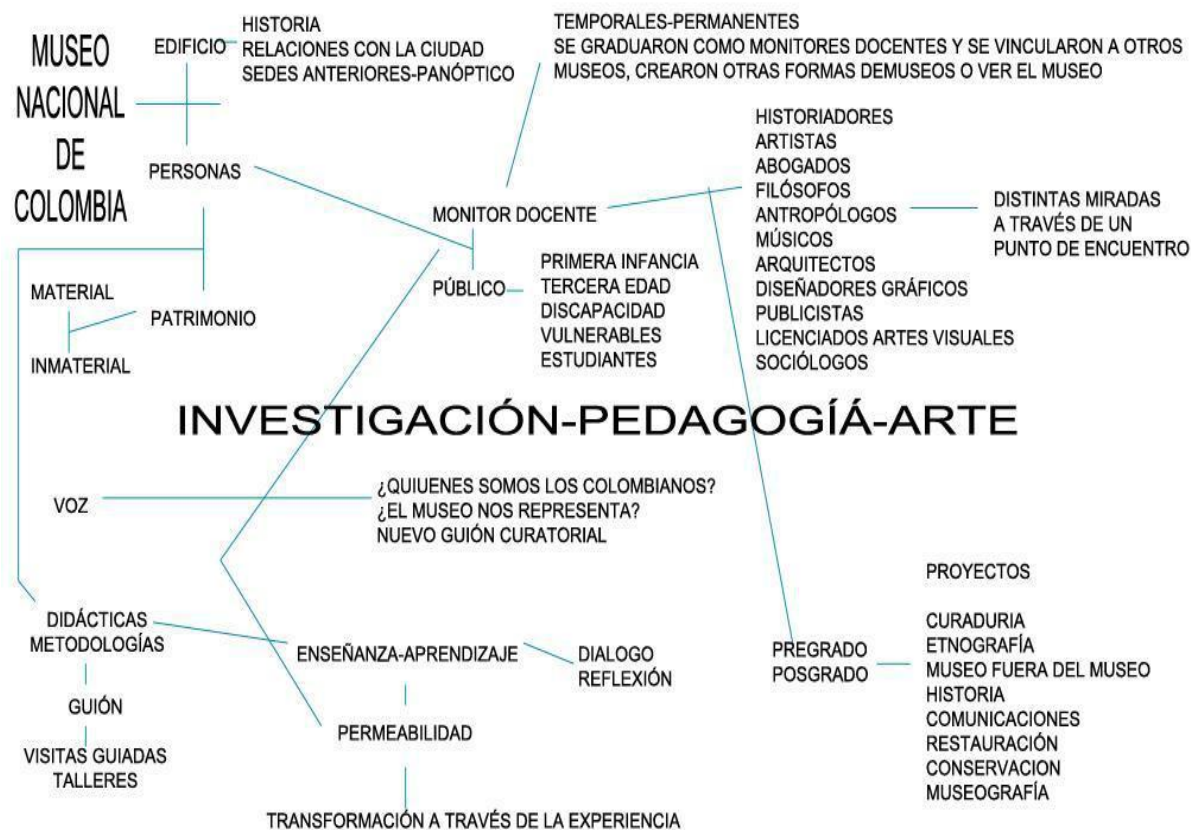 MUSEO
NACIONAL
DE
COLOMBIA
EDIFICIO
HISTORIA
RELACIONES CON LA CIUDAD
SEDES ANTERIORES-PANÓPTICO
TEMPORALES-PERMANENTES
SE GRADUARON COMO MONITORES DOCENTES Y SE VINCULARON A OTROS
MUSEOS, CREARON OTRAS FORMAS DEMUSEOS O VER EL MUSEO
PERSONAS
MONITOR DOCENTE
HISTORIADORES
ARTISTAS
ABOGADOS
FILÓSOFOS
ANTROPÓLOGOS
MÚSICOS
ARQUITECTOS
DISEÑADORES GRÁFICOS
PUBLICISTAS
LICENCIADOS ARTES VISUALES
SOCIÓLOGOS
DISTINTAS MIRADAS
A TRAVÉS DE UN
PUNTO DE ENCUENTRO
PÚBLICO
PRIMERA INFANCIA
TERCERA EDAD
DISCAPACIDAD
VULNERABLES
ESTUDIANTES
MATERIAL
PATRIMONIO
INMATERIAL
INVESTIGACIÓN-PEDAGOGÍÁ-ARTE
VOZ
¿QUIUENES SOMOS LOS COLOMBIANOS?
¿EL MUSEO NOS REPRESENTA?
NUEVO GUIÓN CURATORIAL
DIDÁCTICAS
METODOLOGÍAS
GUIÓN
VISITAS GUIADAS
TALLERES
ENSEÑANZA-APRENDIZAJE
DIALOGO
REFLEXIÓN
PERMEABILIDAD
TRANSFORMACIÓN A TRAVÉS DE LA EXPERIENCIA
PREGRADO
POSGRADO
PROYECTOS
CURADURIA
ETNOGRAFÍA
MUSEO FUERA DEL MUSEO
HISTORIA
COMUNICACIONES
RESTAURACIÓN
CONSERVACION
MUSEOGRAFÍA